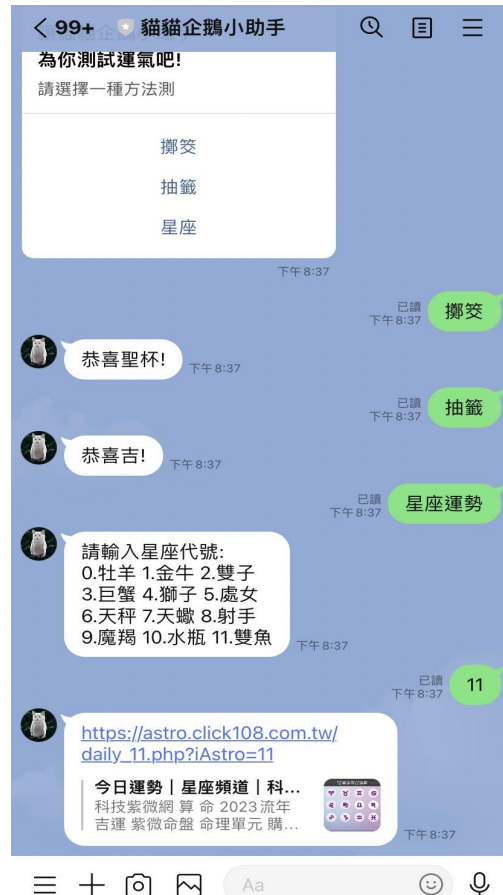 99+ 貓貓企鵝小助手
為你測試運氣吧!
請選擇一種方法測
擲筊
抽籤
星座
下午 8:37
已讀
下午 8:37
擲筊
恭喜聖杯!
下午 8:37
已讀
下午 8:37
抽籤
恭喜吉!
下午 8:37
已讀
下午 8:37
星座運勢
請輸入星座代號:
0.牡羊 1.金牛 2.雙子
3.巨蟹 4.獅子 5.處女
6.天秤 7.天蠍 8.射手
9.魔羯 10.水瓶 11.雙魚
下午 8:37
已讀
下午 8:37
11
https://astro.click108.com.tw/
daily_11.php?iAstro=11
今日運勢｜星座頻道｜科...
科技紫微網 算 命 2023流年
吉運 紫微命盤 命理單元 購...
下午 8:37
Aa